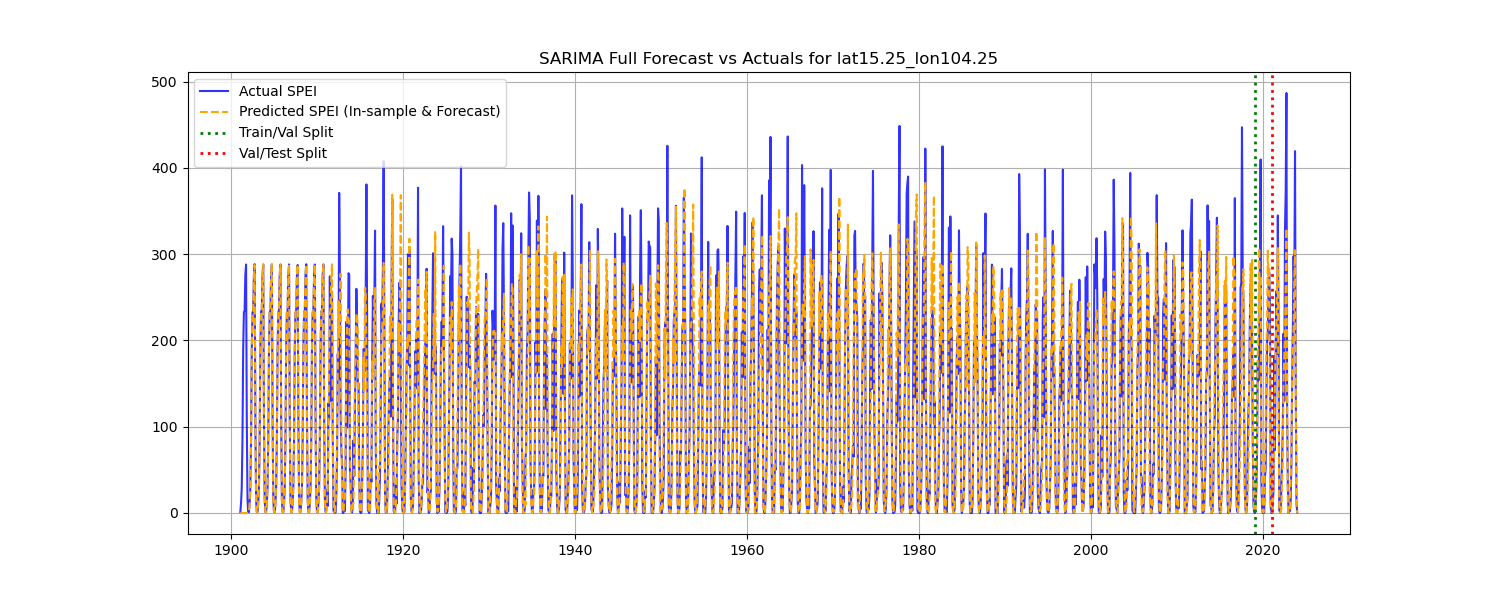 SARIMA Full Forecast vs Actuals for lat15.25_lon104.25
500
400
300
200
100
0
Actual SPEI
Predicted SPEI (In-sample & Forecast)
Train/Val Split
Val/Test Split
1900
1920
1940
1960
1980
2000
2020